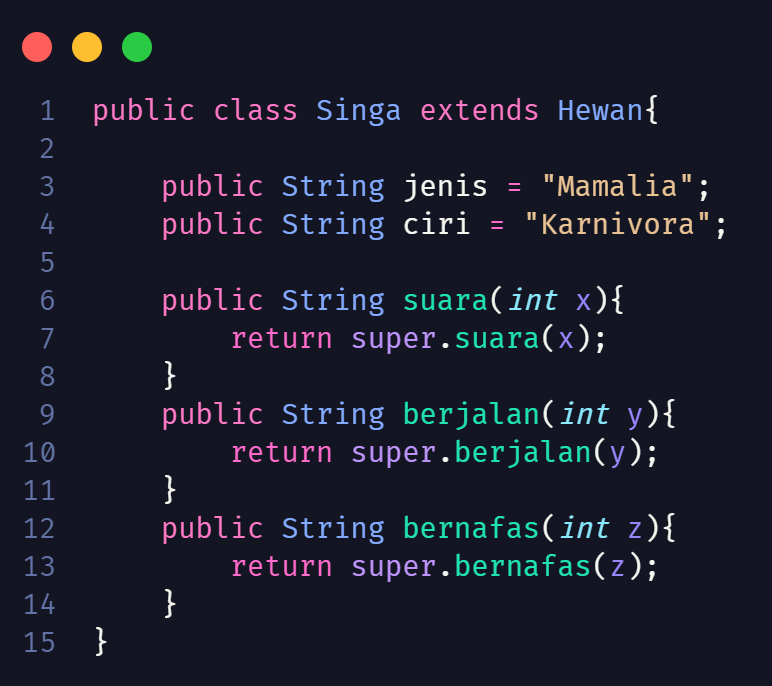 1 public class Singa extends Hewan{
2
3     public String jenis = "Mamalia";
4     public String ciri = "Karnivora";
5
6     public String suara(int x){
7         return super.suara(x);
8     }
9     public String berjalan(int y){
10         return super.berjalan(y);
11     }
12     public String bernafas(int z){
13         return super.bernafas(z);
14     }
15 }